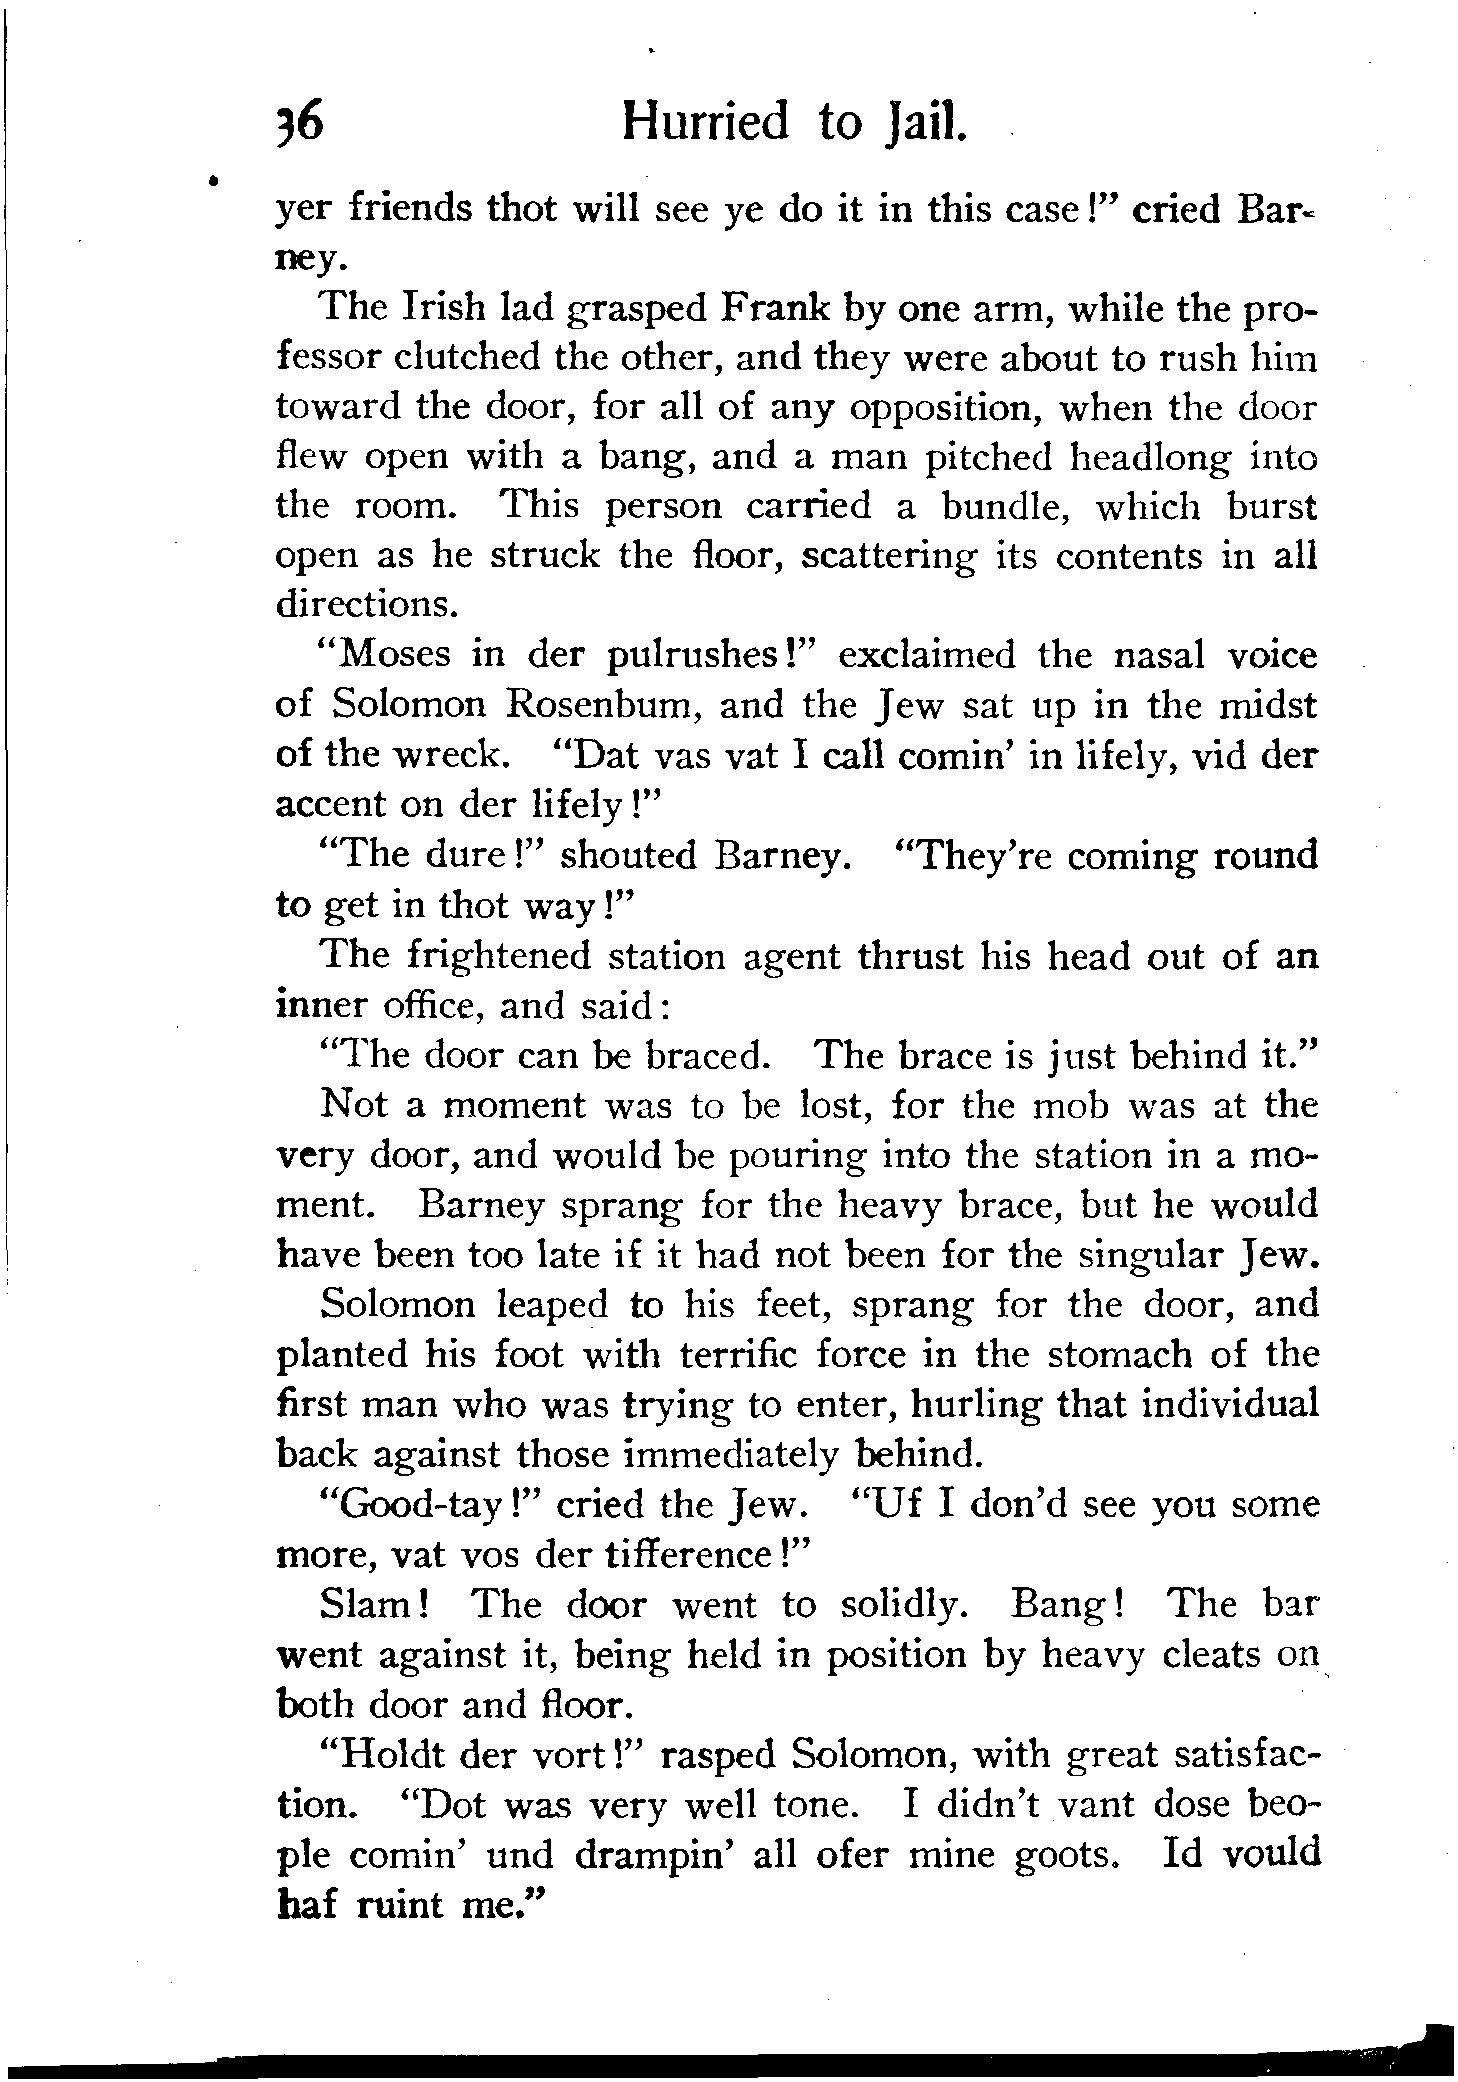 36 Hurried to Jail.
yer friends thot will see ye do it in this case!" cried Bar-
ney.
The Irish lad grasped Frank by one arm, while the pro-
fessor clutched the other, and they were about to rush him
toward the door, for all of any opposition, when the door
flew open with a bang, and a man pitched headlong into
the room. This person carried a bundle, which burst
open as he struck the floor, scattering its contents in all
directions.
"Moses in der pulrushes!" exclaimed the nasal voice
of Solomon Rosenbum, and the Jew sat up in the midst
of the wreck. "Dat vas vat I call comin' in lifely, vid der
accent on der lifely!"
"The dure!" shouted Barney. "They're coming round
to get in thot way!"
The frightened station agent thrust his head out of an
inner office, and said:
"The door can be braced. The brace is just behind it."
Not a moment was to be lost, for the mob was at the
very door, and would be pouring into the station in a mo-
ment. Barney sprang for the heavy brace, but he would
have been too late if it had not been for the singular Jew.
Solomon leaped to his feet, sprang for the door, and
planted his foot with terrific force in the stomach of the
first man who was trying to enter, hurling that individual
back against those immediately behind.
"Good-tay!" cried the Jew. "Uf I don'd see you some
more, vat vos der tifference!"
Slam! The door went to solidly. Bang! The bar
went against it, being held in position by heavy cleats on
both door and floor.
"Holdt der vort!" rasped Solomon, with great satisfac-
tion. "Dot was very well tone. I didn't vant dose beo-
ple comin' und drampin' all ofer mine goots. Id vould
haf ruint me."